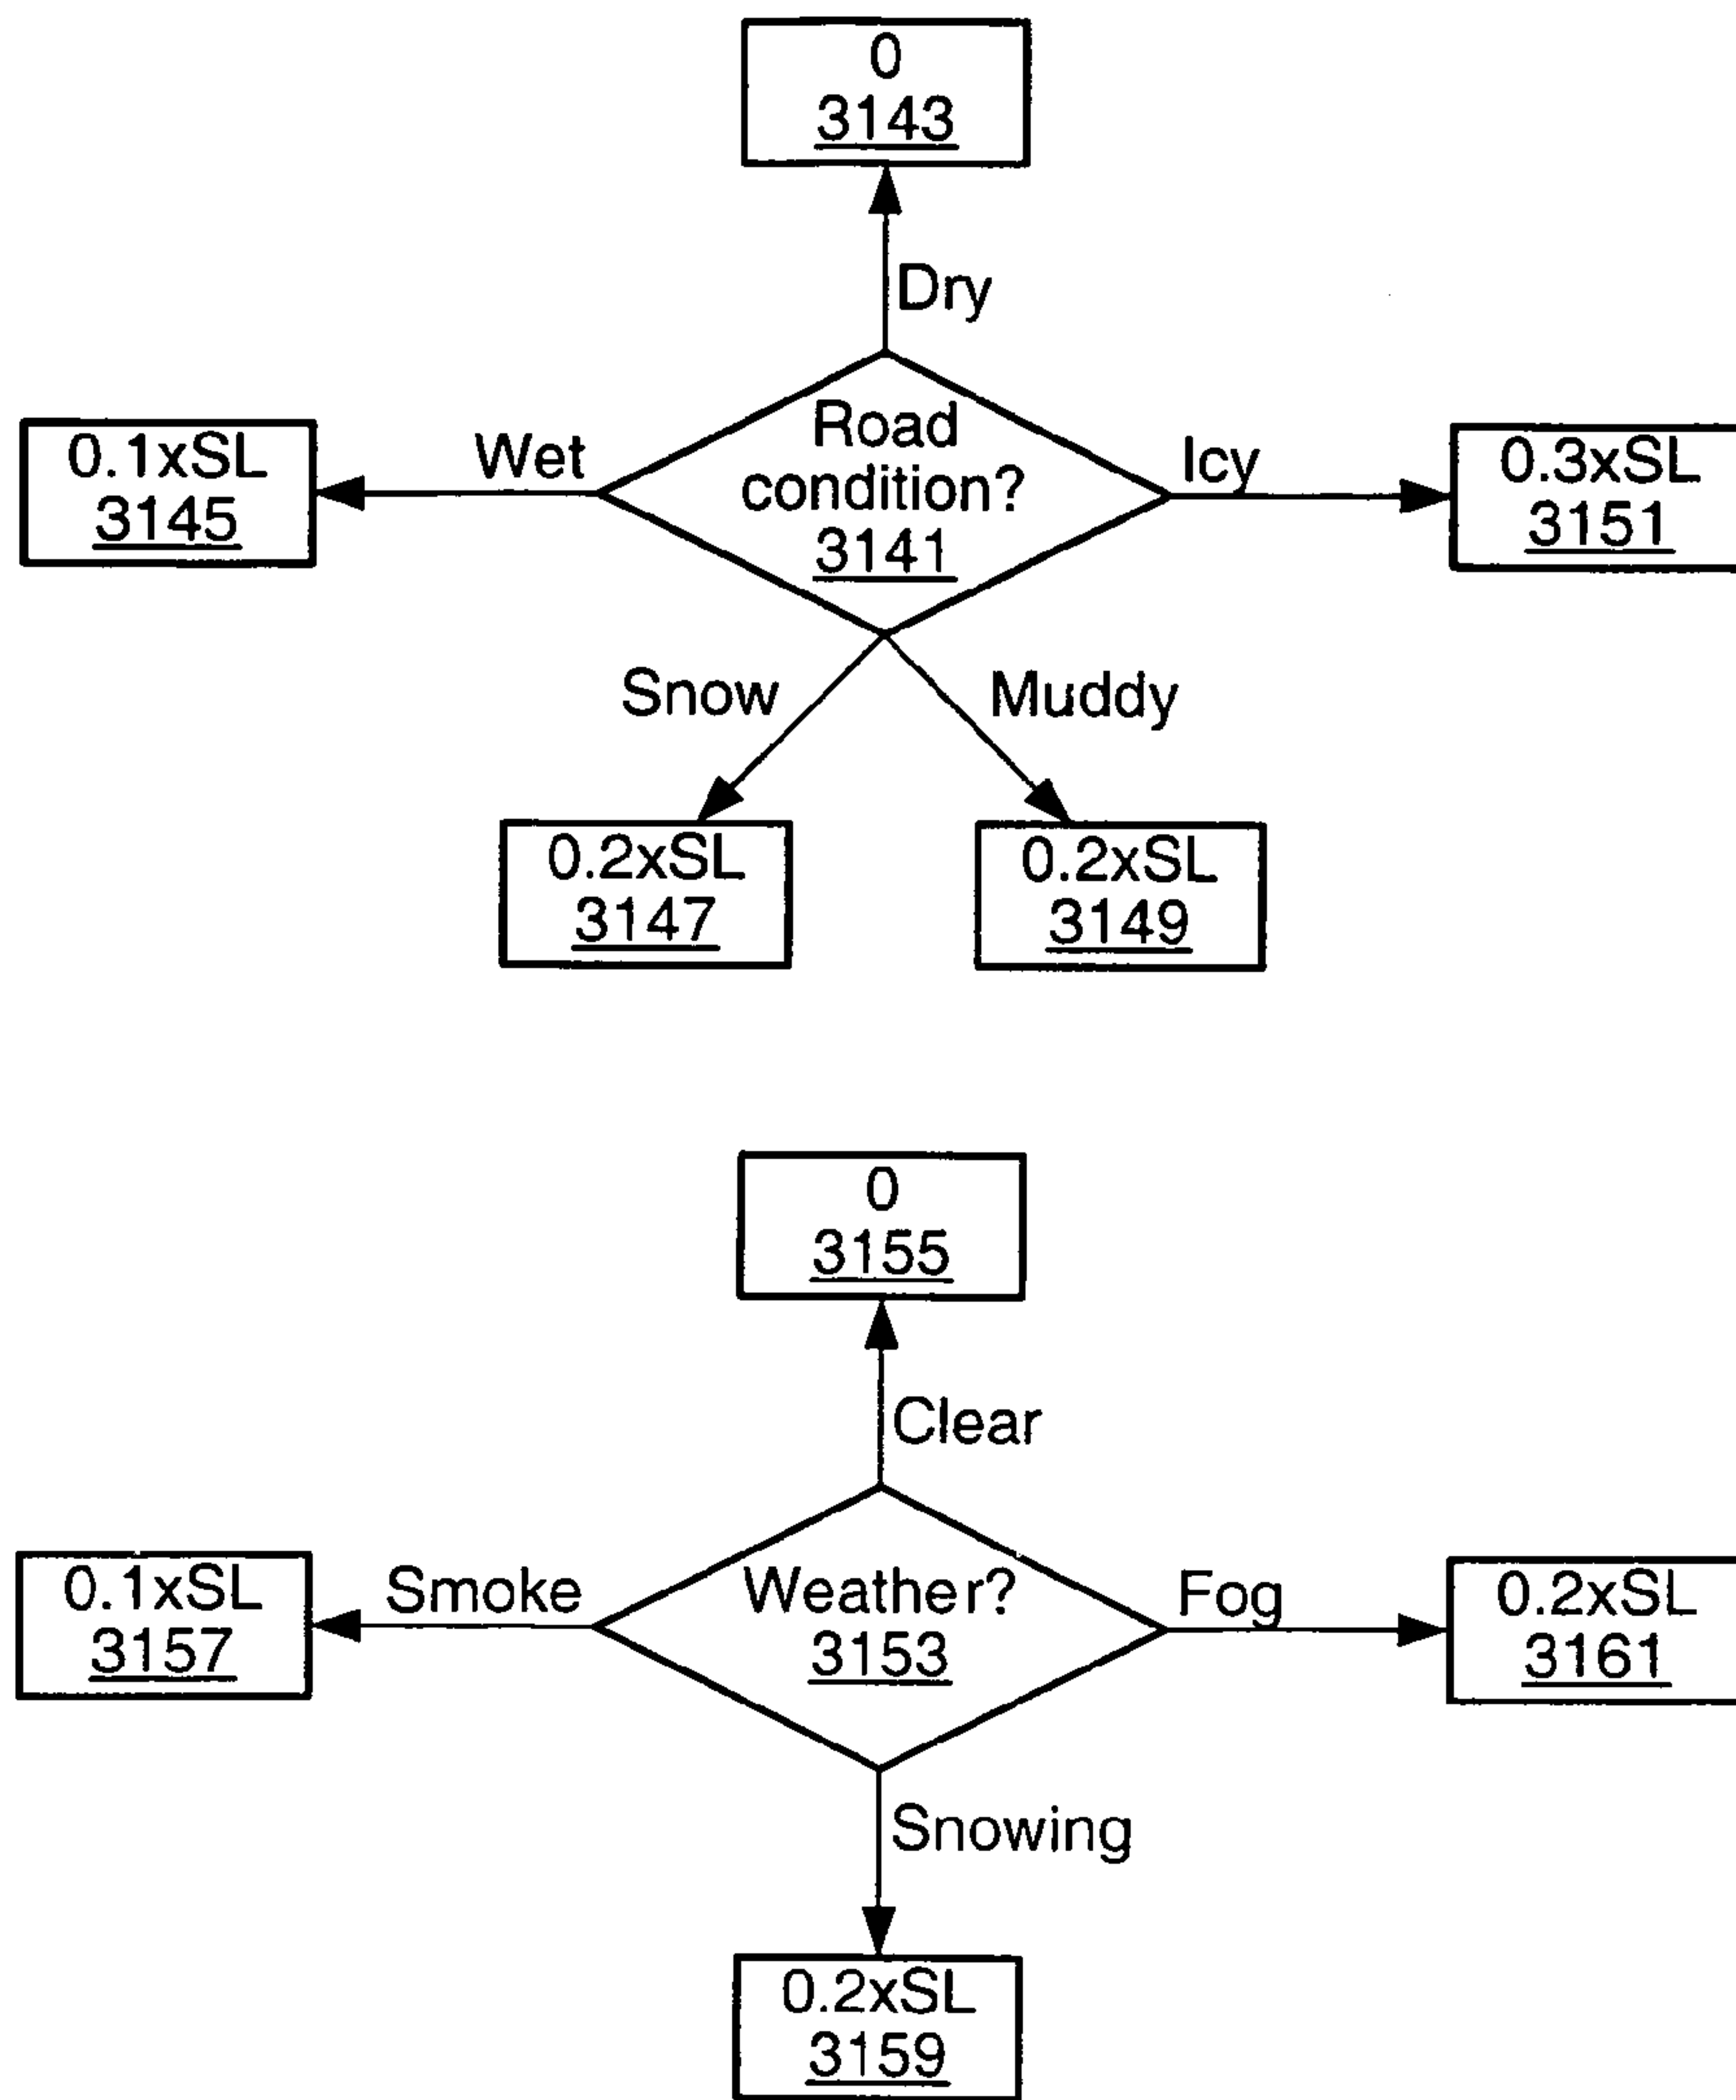 0
3143
Dry
Road
condition?
3141
Wet
0.1xSL
3145
Icy
0.3xSL
3151
Snow
Muddy
0.2xSL
3147
0.2xSL
3149
0
3155
Clear
Weather?
3153
Smoke
0.1xSL
3157
Fog
0.2xSL
3161
Snowing
0.2xSL
3159